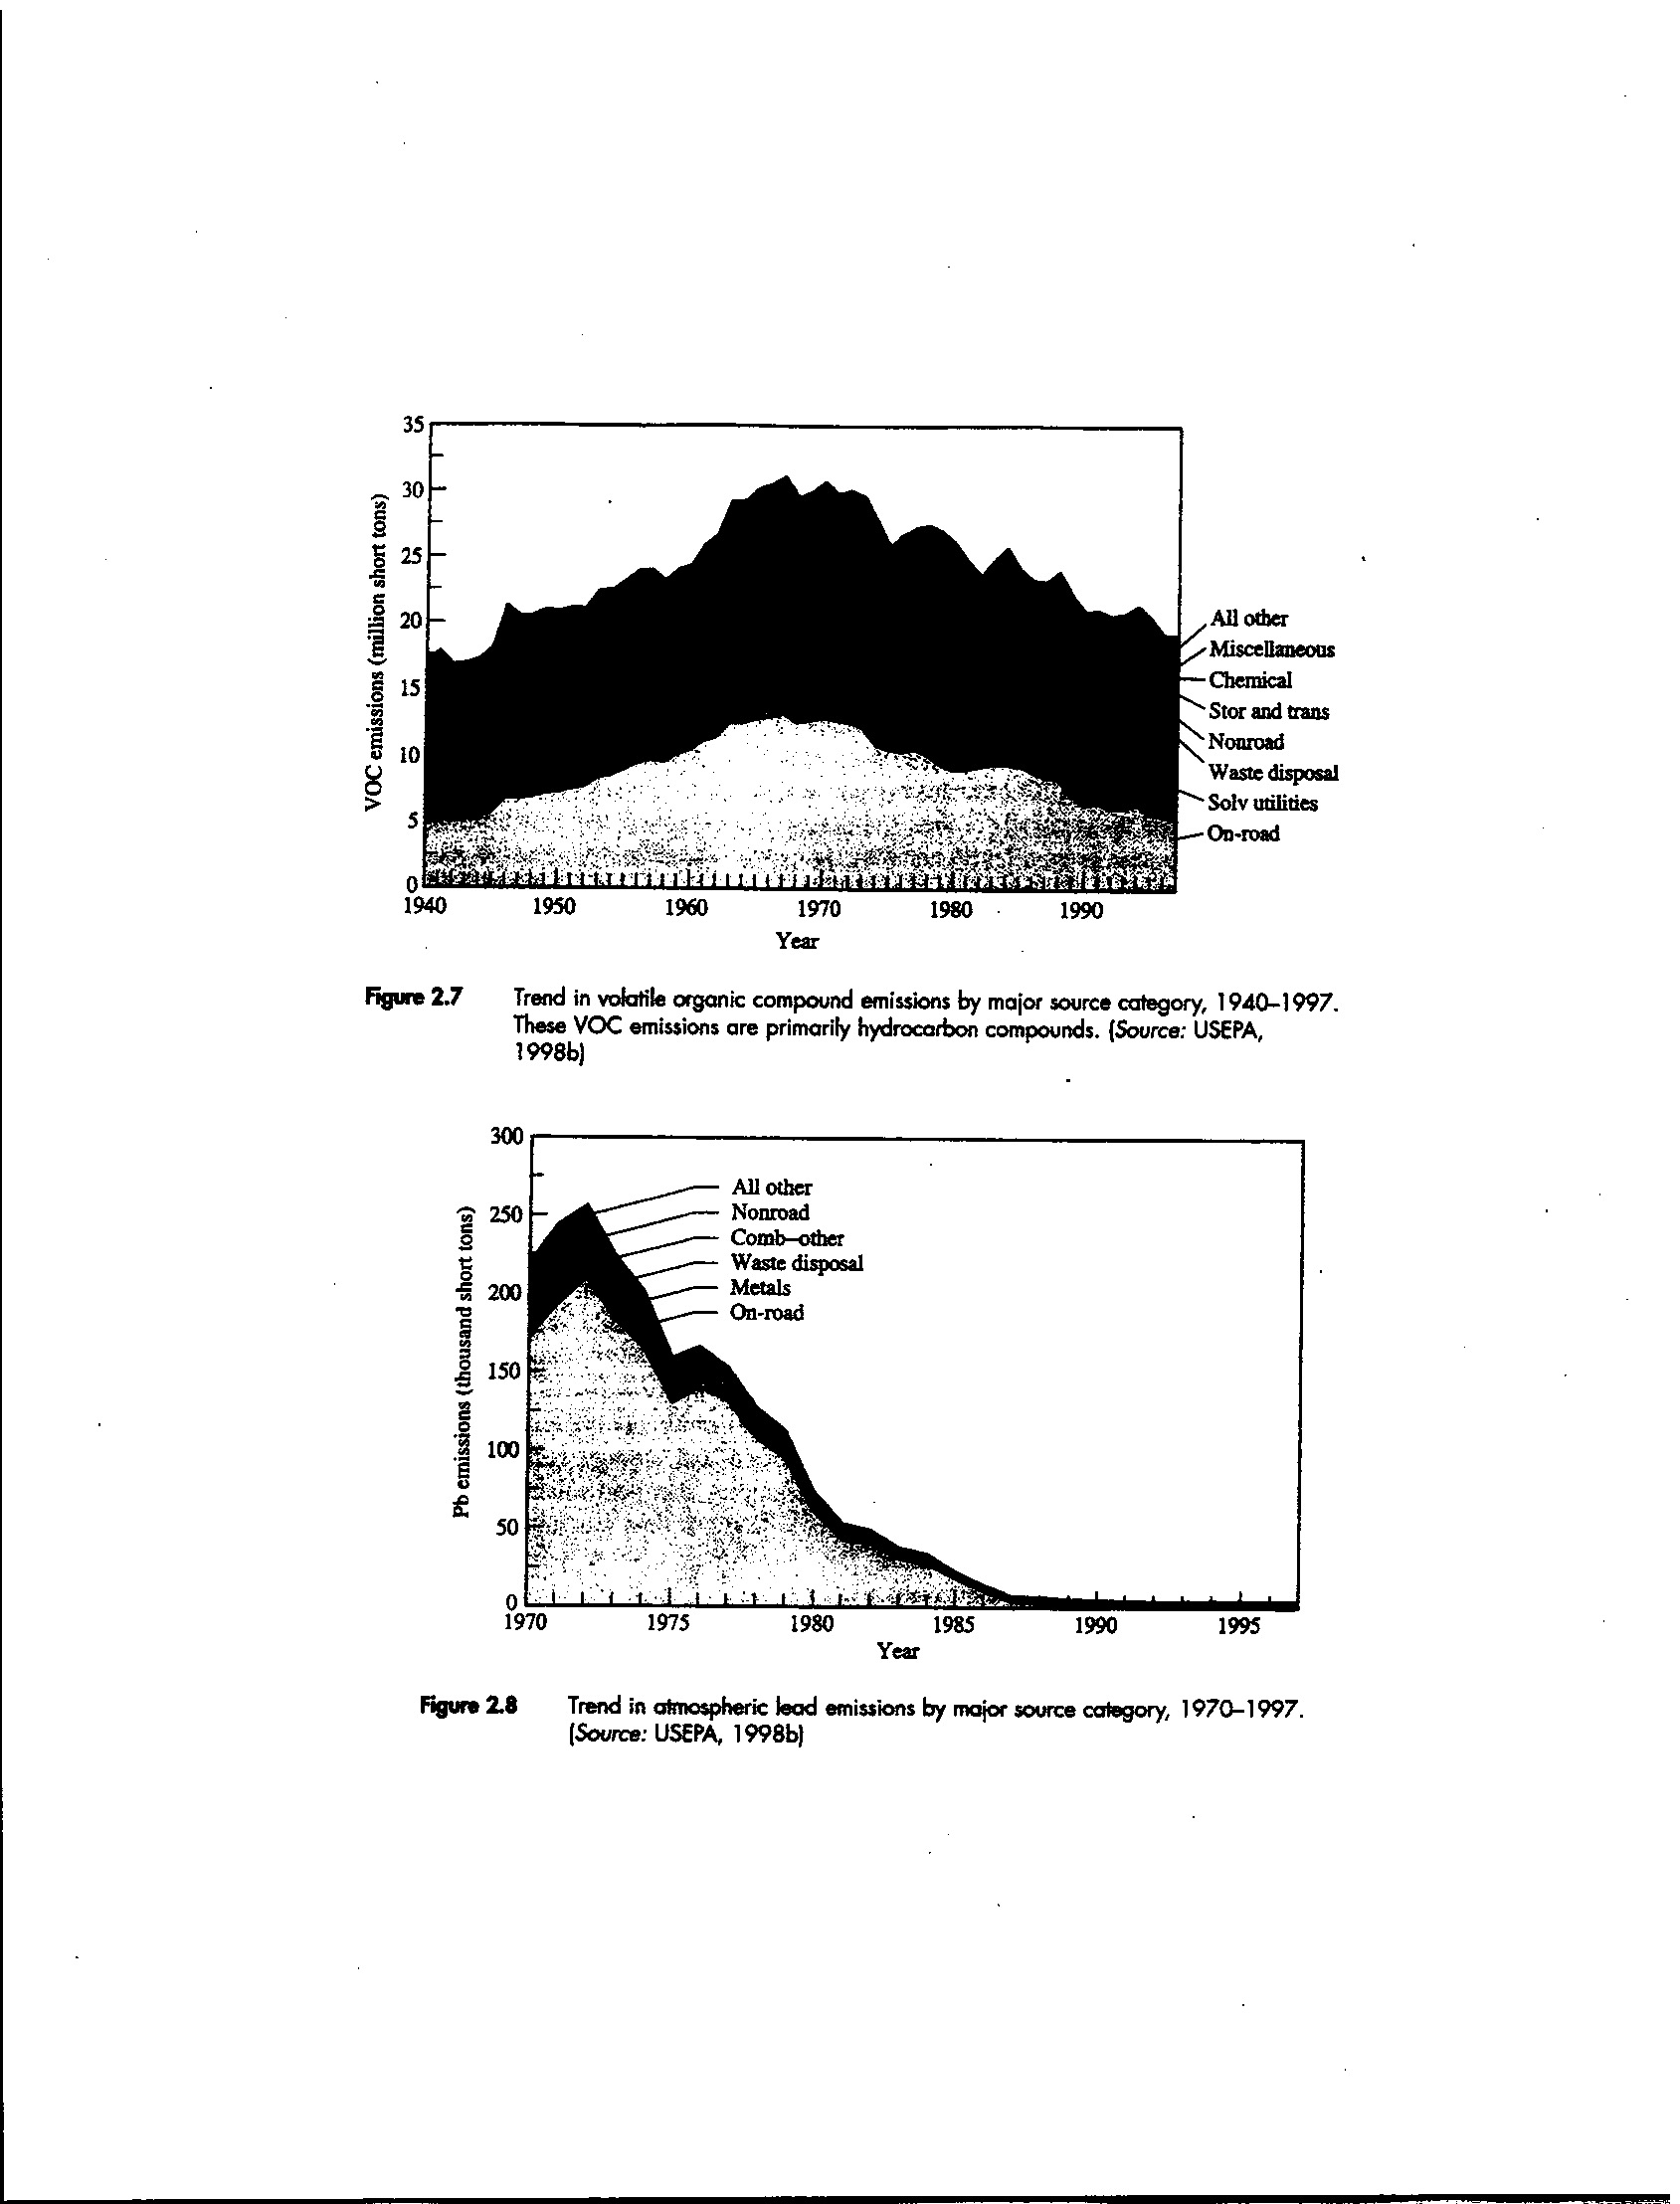 35
30
25
20
15
10
5
0
VOC emissions (million short tons)
All other
Miscellaneous
Chemical
Stor and trans
Nonroad
Waste disposal
Solv utilities
On-road
1940 1950 1960 1970 1980 1990
Year
Figure 2.7 Trend in volatile organic compound emissions by major source category, 1940–1997.
These VOC emissions are primarily hydrocarbon compounds. (Source: USEPA,
1998b)
300
250
200
150
100
50
0
Pb emissions (thousand short tons)
All other
Nonroad
Comb–other
Waste disposal
Metals
On-road
1970 1975 1980 1985 1990 1995
Year
Figure 2.8 Trend in atmospheric lead emissions by major source category, 1970–1997.
(Source: USEPA, 1998b)